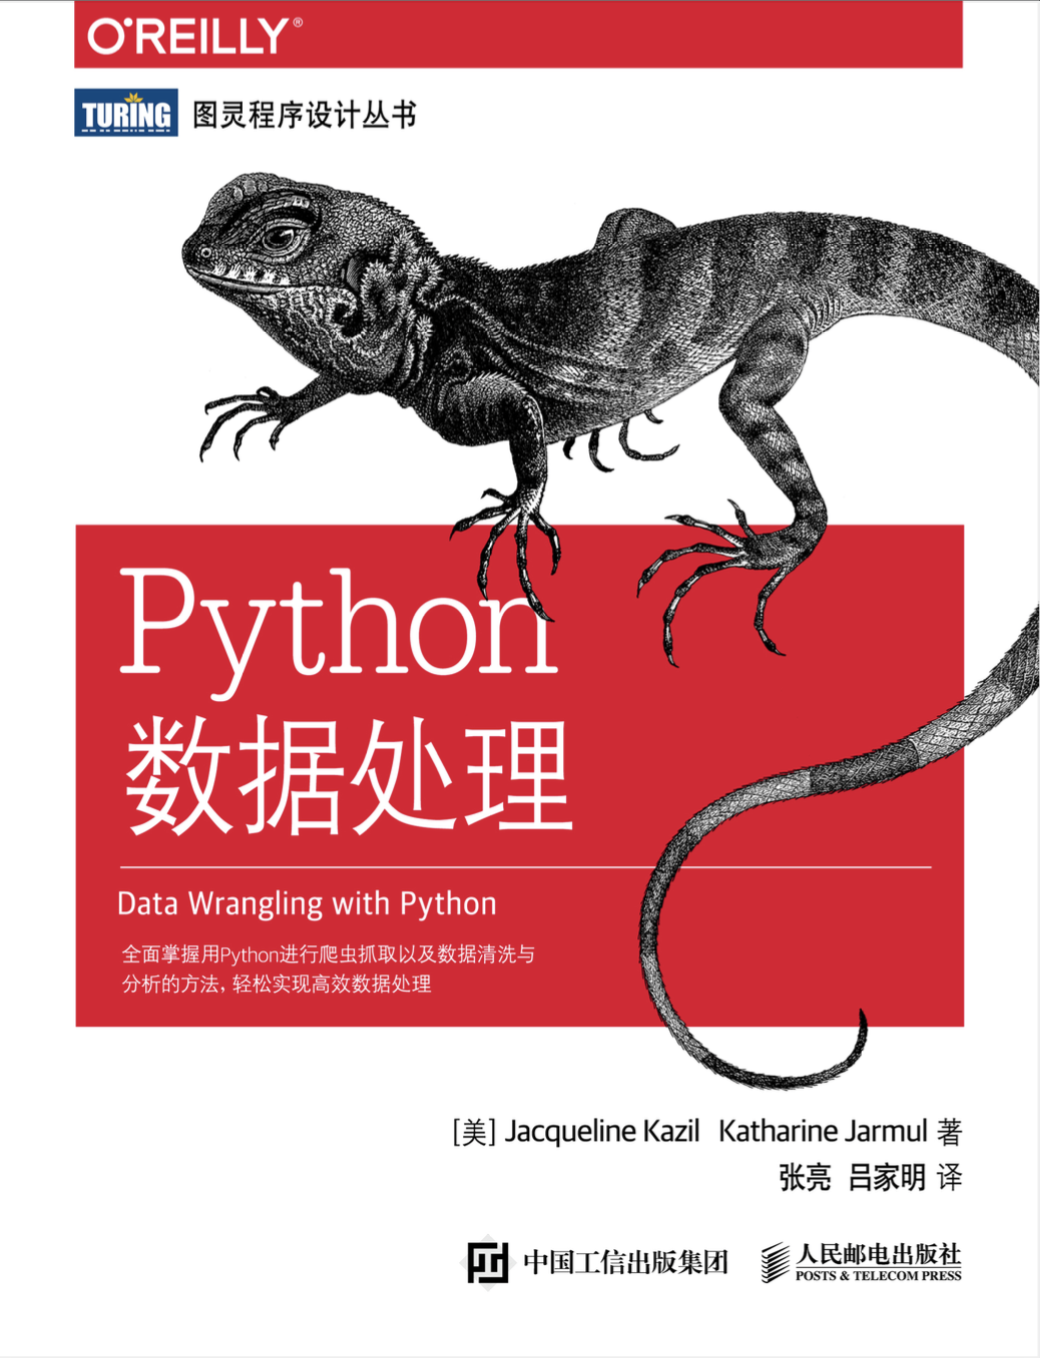 O'REILLY®
TURING 图灵程序设计丛书
Python
数据处理
Data Wrangling with Python
全面掌握用Python进行爬虫抓取以及数据清洗与
分析的方法，轻松实现高效数据处理
[美] Jacqueline Kazil Katharine Jarmul 著
张亮 吕家明 译
中国工信出版集团
人民邮电出版社
POSTS & TELECOM PRESS